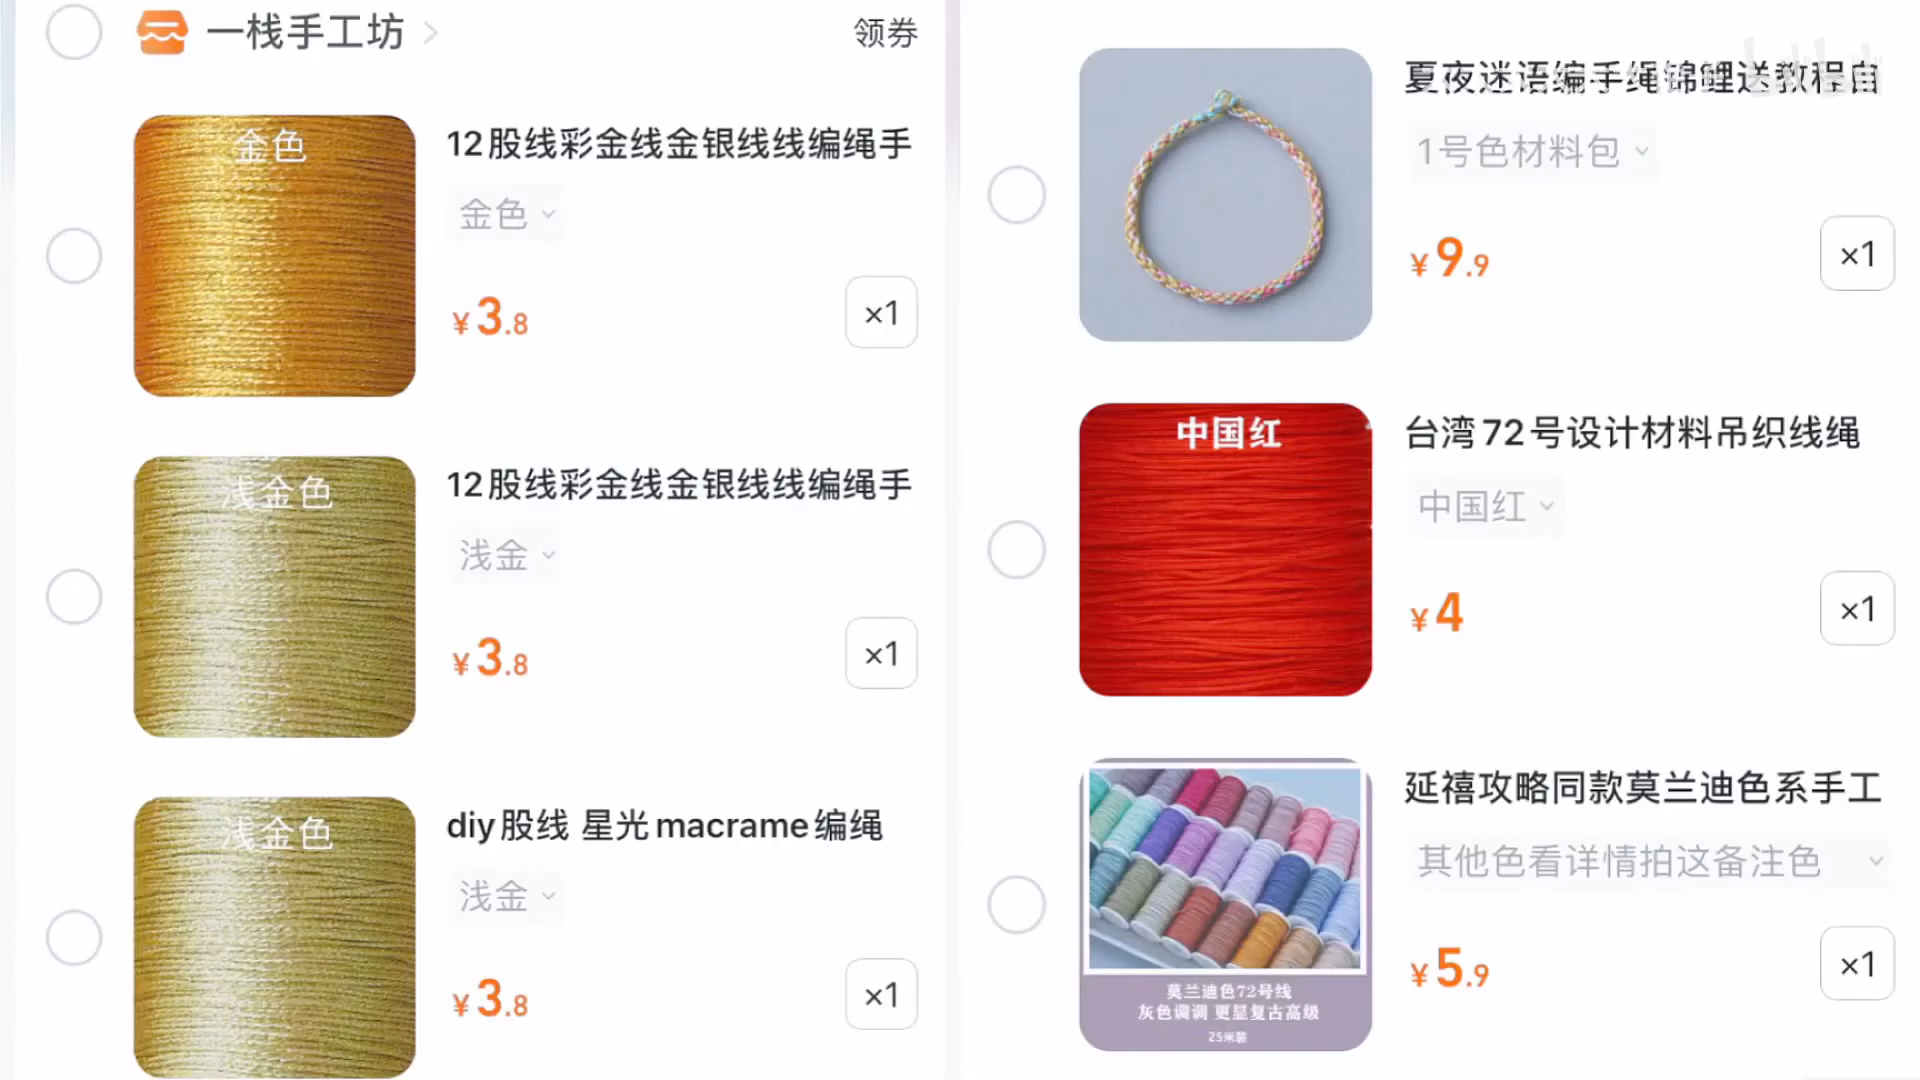 一栈手工坊
领券
金色
12股线彩金线金银线线编绳手
金色
¥3.8
×1
浅金色
12股线彩金线金银线线编绳手
浅金
¥3.8
×1
浅金色
diy股线 星光macrame编绳
浅金
¥3.8
×1
夏夜迷语编手绳锦鲤送教程自
1号色材料包
¥9.9
×1
中国红
台湾72号设计材料吊织线绳
中国红
¥4
×1
延禧攻略同款莫兰迪色系手工
其他色看详情拍这备注色
¥5.9
×1
莫兰迪色72号线
灰色调调 更显复古高级
25米装